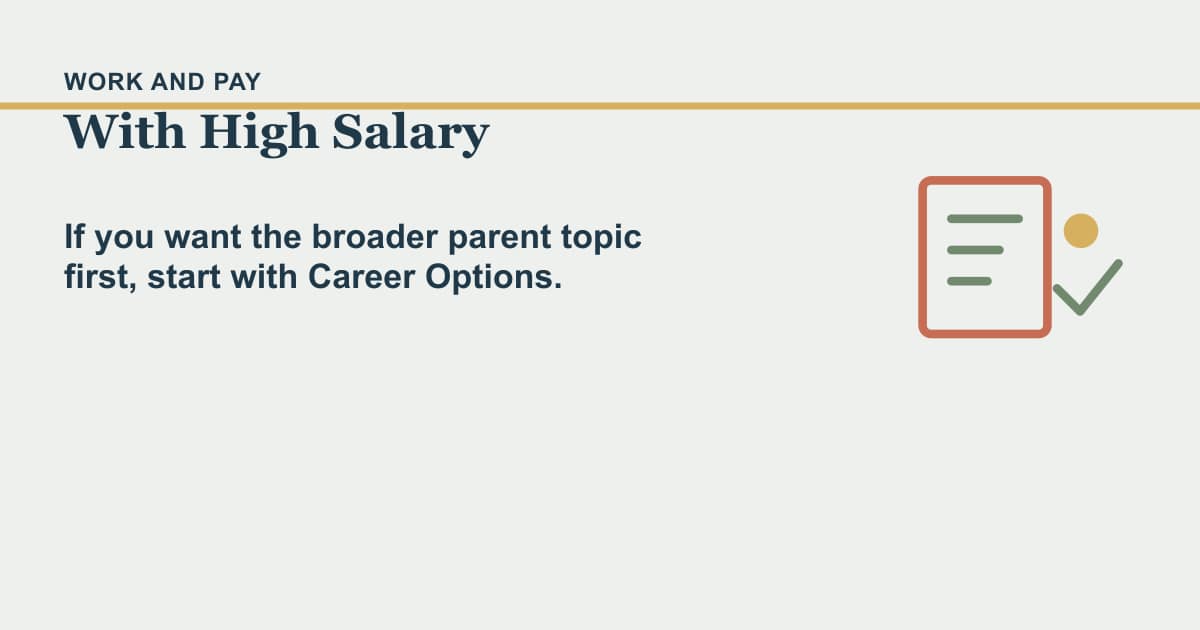 WORK AND PAY
With High Salary
If you want the broader parent topic
first, start with Career Options.